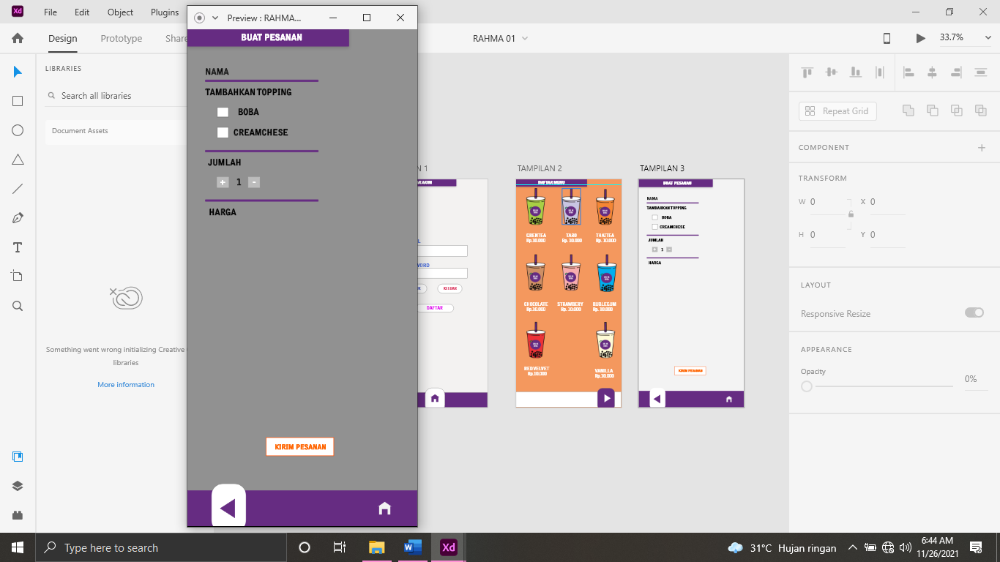 File Edit Object Plugins
Preview : RAHMA...
Design Prototype Share
RAHMA 01
33.7%
LIBRARIES
Search all libraries
Document Assets
Something went wrong initializing Creative
libraries
More information
BUAT PESANAN
NAMA
TAMBAHKAN TOPPING
BOBA
CREAMCHESE
JUMLAH
+ 1 -
HARGA
KIRIM PESANAN
N 1
AR AKUN
L
WORD
KELUAR
DAFTAR
TAMPILAN 2
DAFTAR MENU
GREENTEA TARO THAITEA
Rp.10.000 Rp. 10.000 Rp. 10.000
CHOCOLATE STRAWBERY BUBLEGUM
Rp.10.000 Rp. 10.000 Rp. 10.000
REDVELVET VANILLA
Rp.10.000 Rp.10.000
TAMPILAN 3
BUAT PESANAN
NAMA
TAMBAHKAN TOPPING
BOBA
CREAMCHESE
JUMLAH
+ 1 -
HARGA
KIRIM PESANAN
Repeat Grid
COMPONENT
TRANSFORM
W 0 X 0
H 0 Y 0
LAYOUT
Responsive Resize
APPEARANCE
Opacity
0%
Type here to search
31°C Hujan ringan
6:44 AM
11/26/2021
Xd